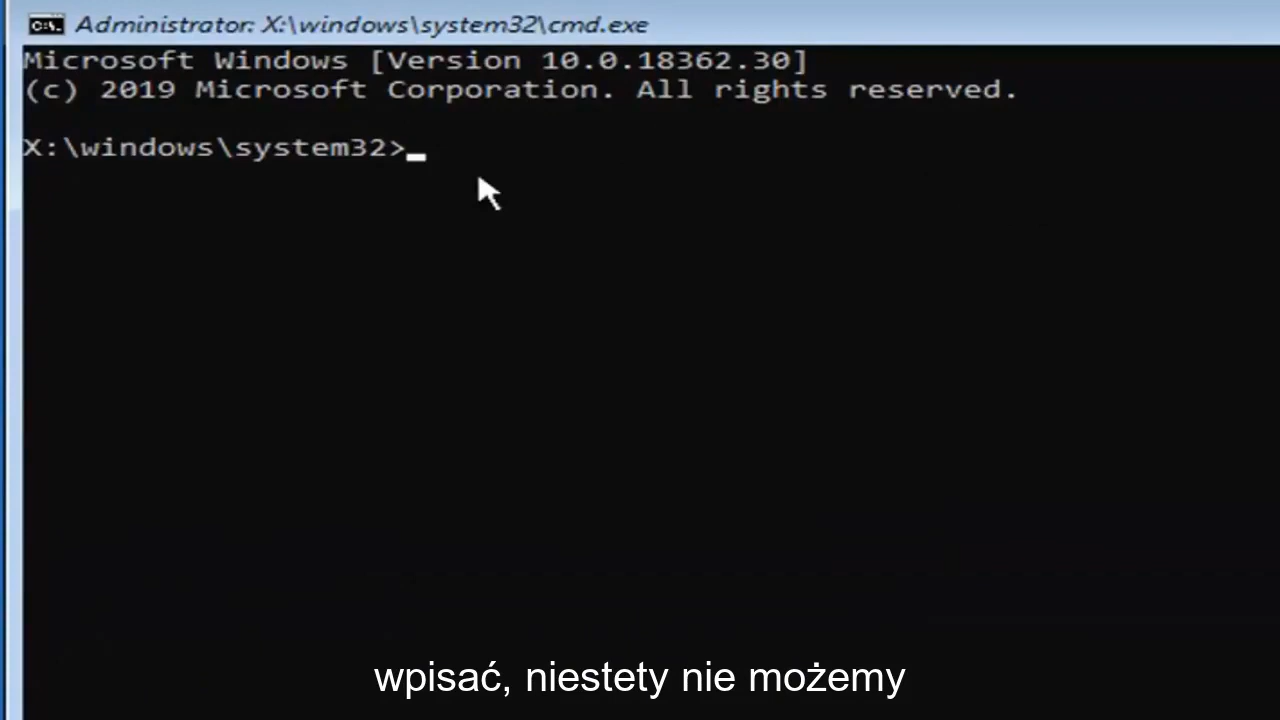 Administrator: X:\windows\system32\cmd.exe
Microsoft Windows [Version 10.0.18362.30]
(c) 2019 Microsoft Corporation. All rights reserved.
X:\windows\system32>
wpisać, niestety nie możemy